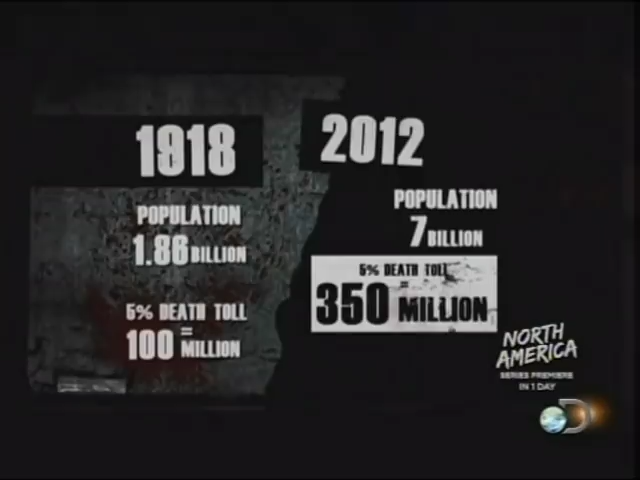 1918
POPULATION
1.86 BILLION
5% DEATH TOLL
=
100 MILLION
2012
POPULATION
7 BILLION
5% DEATH TOLL
=
350 MILLION
NORTH
AMERICA
SERIES PREMIERE
IN 1 DAY
D